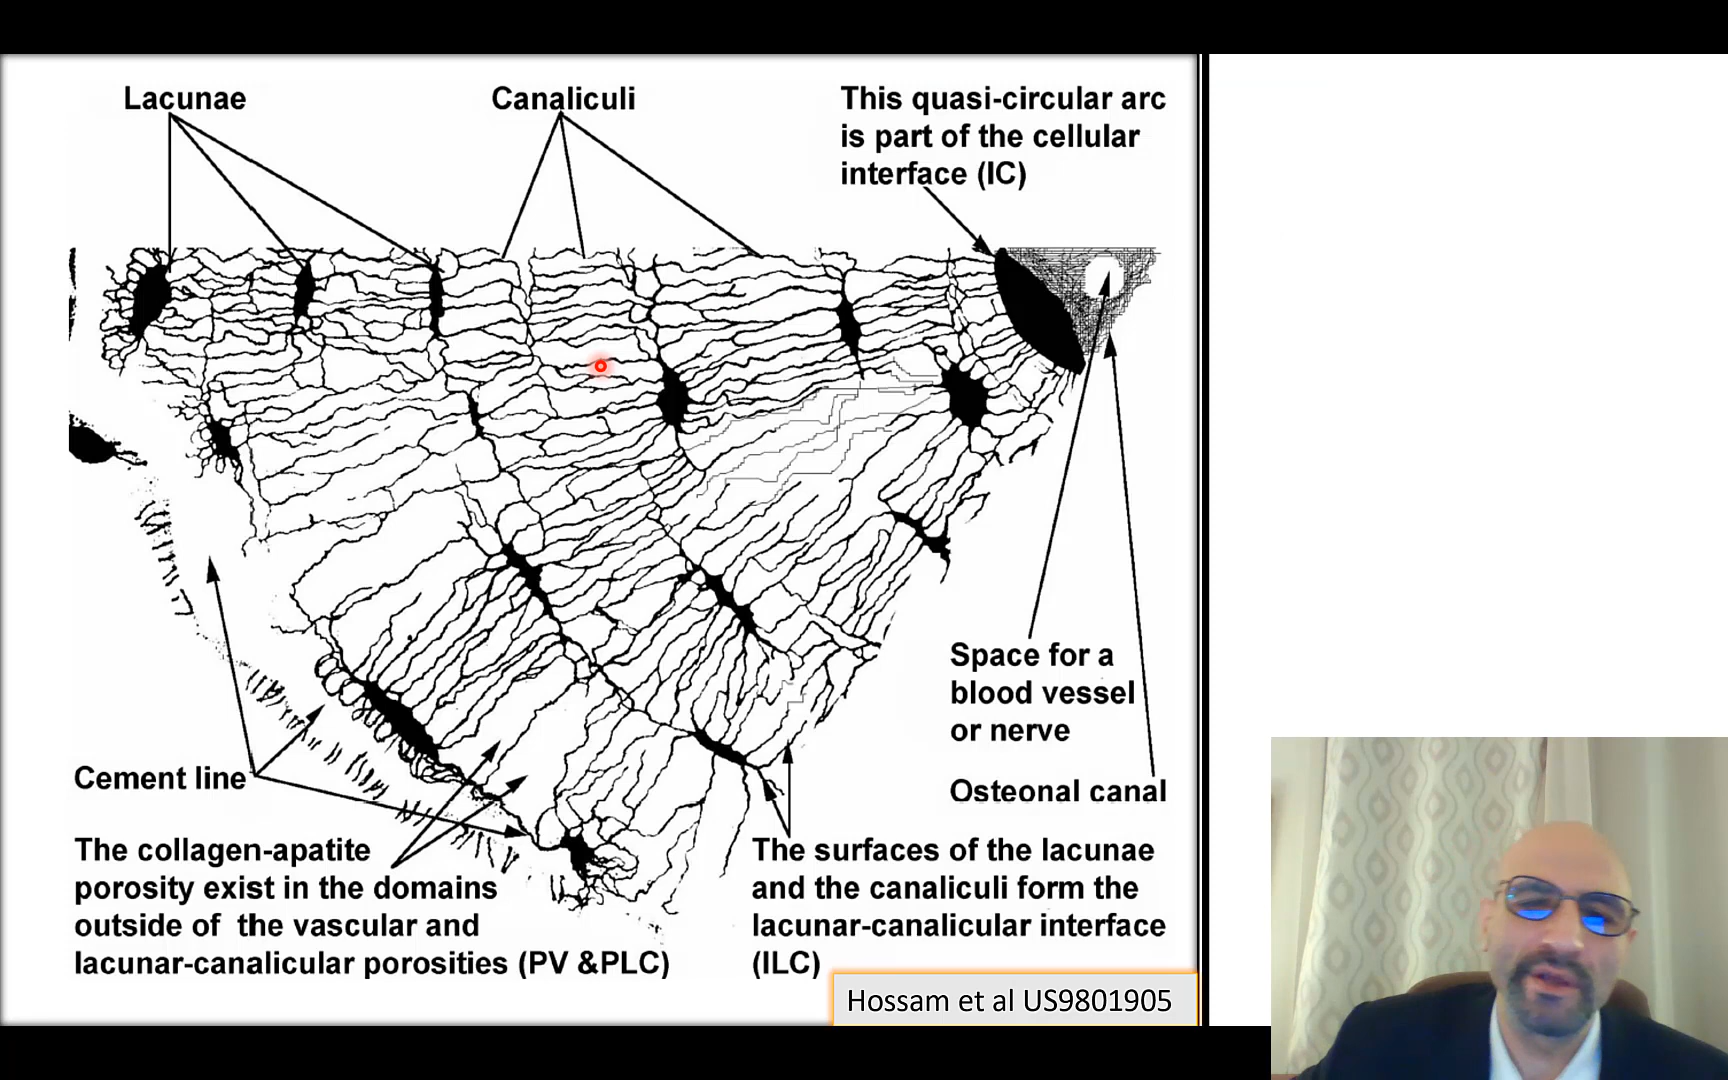 Lacunae
Canaliculi
This quasi-circular arc
is part of the cellular
interface (IC)
Space for a
blood vessel
or nerve
Osteonal canal
Cement line
The collagen-apatite
porosity exist in the domains
outside of the vascular and
lacunar-canalicular porosities (PV &PLC)
The surfaces of the lacunae
and the canaliculi form the
lacunar-canalicular interface
(ILC)
Hossam et al US9801905